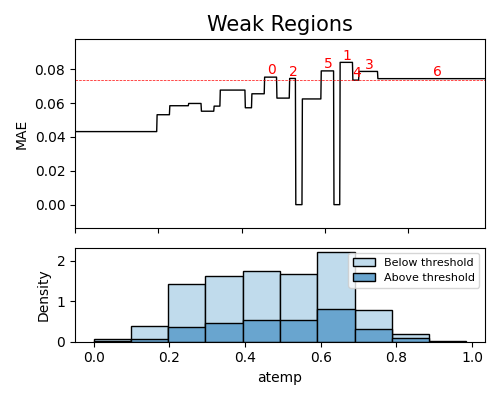 Weak Regions
MAE
0.08
0.06
0.04
0.02
0.00
0 2 5 1 4 3 6
Density
2
1
0
Below threshold
Above threshold
0.0 0.2 0.4 0.6 0.8 1.0
atemp